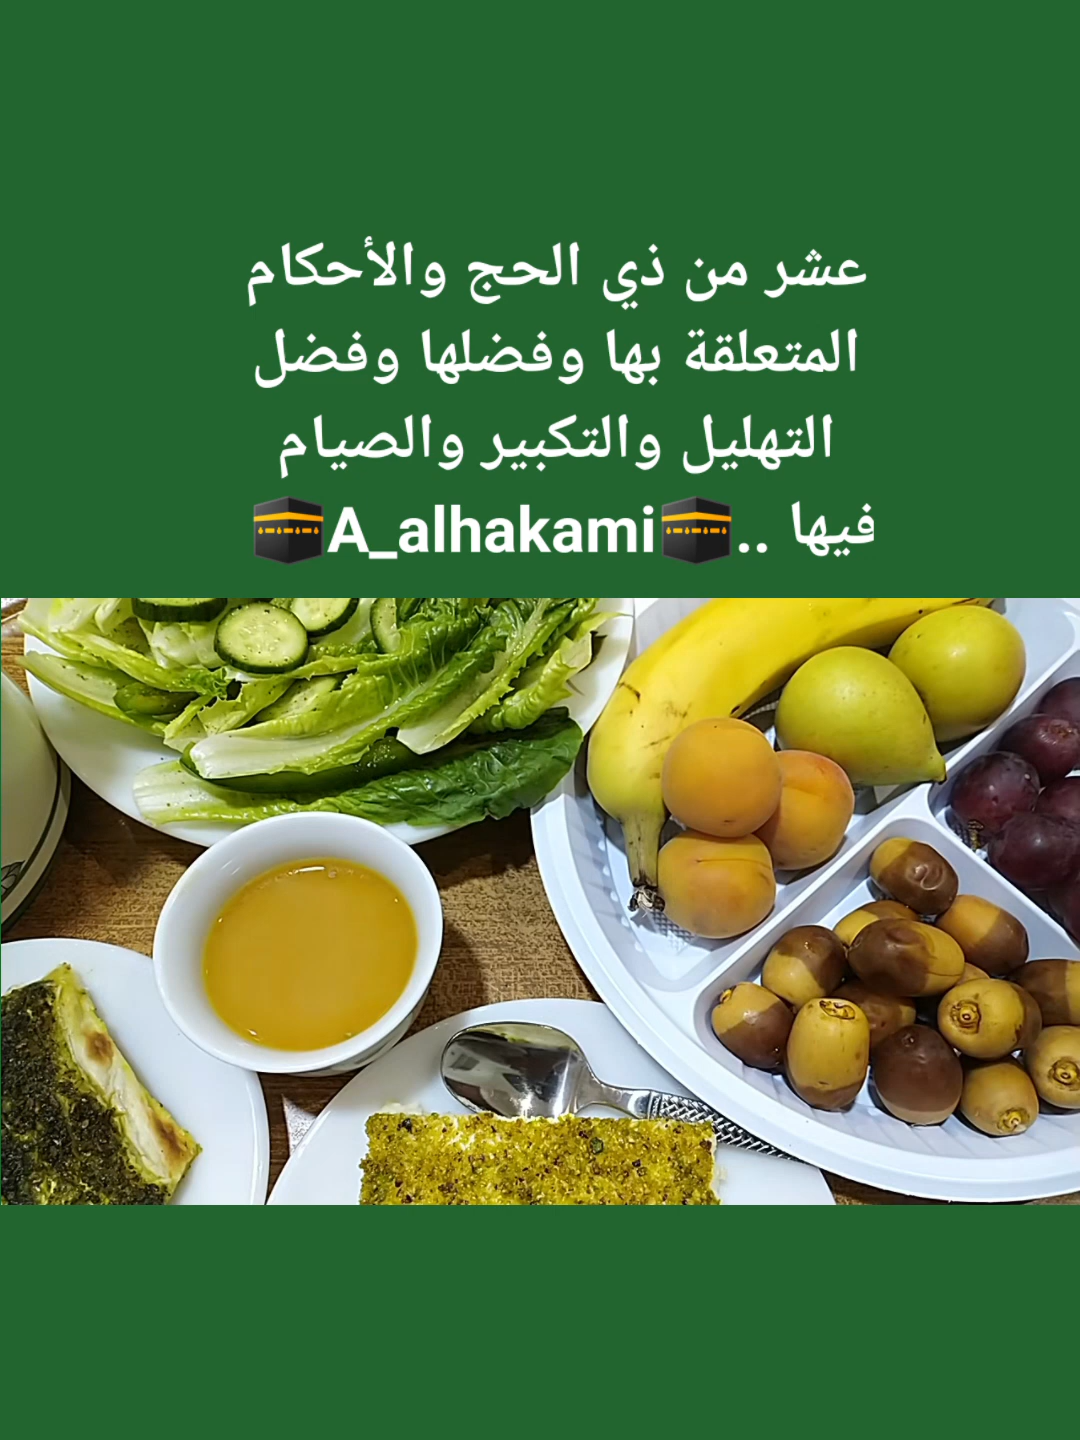 عشر من ذي الحج والأحكام
المتعلقة بها وفضلها وفضل
التهليل والتكبير والصيام
فيها ..🕋A_alhakami🕋